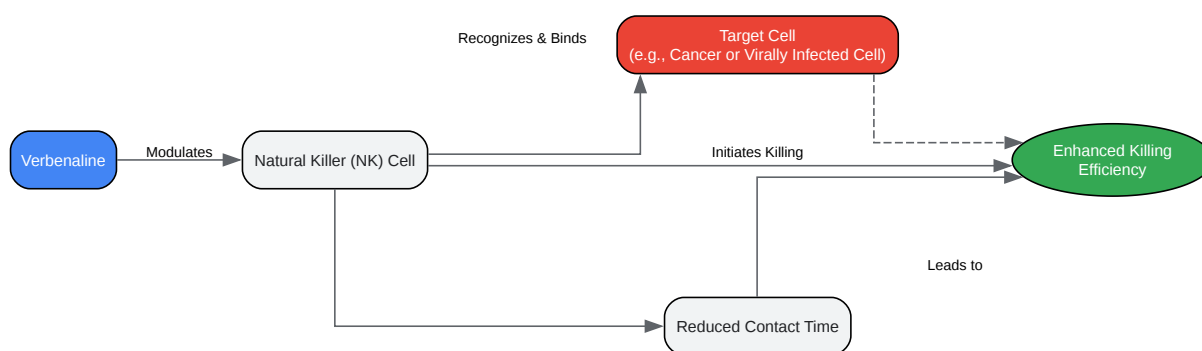 Recognizes & Binds
Target Cell
(e.g., Cancer or Virally Infected Cell)
Verbenaline
Modulates
Natural Killer (NK) Cell
Initiates Killing
Enhanced Killing
Efficiency
Leads to
Reduced Contact Time